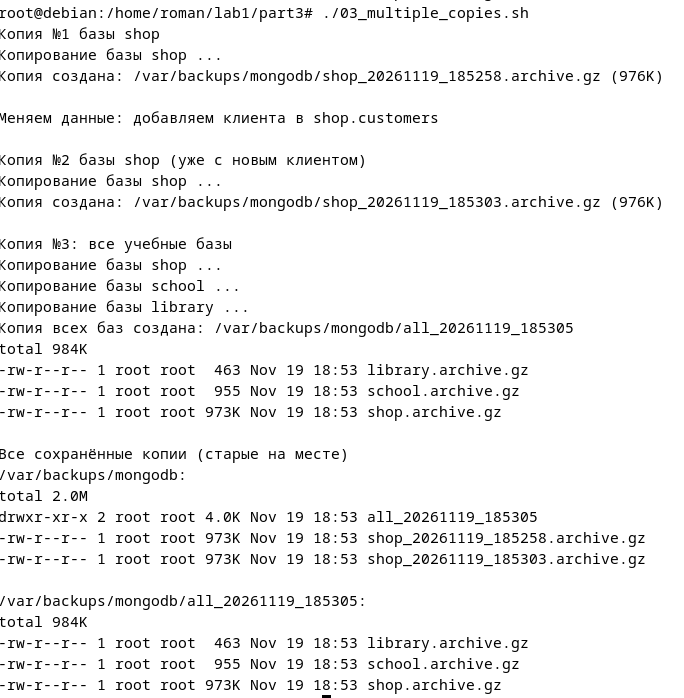 root@debian:/home/roman/lab1/part3# ./03_multiple_copies.sh
Копия №1 базы shop
Копирование базы shop ...
Копия создана: /var/backups/mongodb/shop_20261119_185258.archive.gz (976K)
Меняем данные: добавляем клиента в shop.customers
Копия №2 базы shop (уже с новым клиентом)
Копирование базы shop ...
Копия создана: /var/backups/mongodb/shop_20261119_185303.archive.gz (976K)
Копия №3: все учебные базы
Копирование базы shop ...
Копирование базы school ...
Копирование базы library ...
Копия всех баз создана: /var/backups/mongodb/all_20261119_185305
total 984K
-rw-r--r-- 1 root root  463 Nov 19 18:53 library.archive.gz
-rw-r--r-- 1 root root  955 Nov 19 18:53 school.archive.gz
-rw-r--r-- 1 root root 973K Nov 19 18:53 shop.archive.gz
Все сохранённые копии (старые на месте)
/var/backups/mongodb:
total 2.0M
drwxr-xr-x 2 root root 4.0K Nov 19 18:53 all_20261119_185305
-rw-r--r-- 1 root root 973K Nov 19 18:53 shop_20261119_185258.archive.gz
-rw-r--r-- 1 root root 973K Nov 19 18:53 shop_20261119_185303.archive.gz
/var/backups/mongodb/all_20261119_185305:
total 984K
-rw-r--r-- 1 root root  463 Nov 19 18:53 library.archive.gz
-rw-r--r-- 1 root root  955 Nov 19 18:53 school.archive.gz
-rw-r--r-- 1 root root 973K Nov 19 18:53 shop.archive.gz